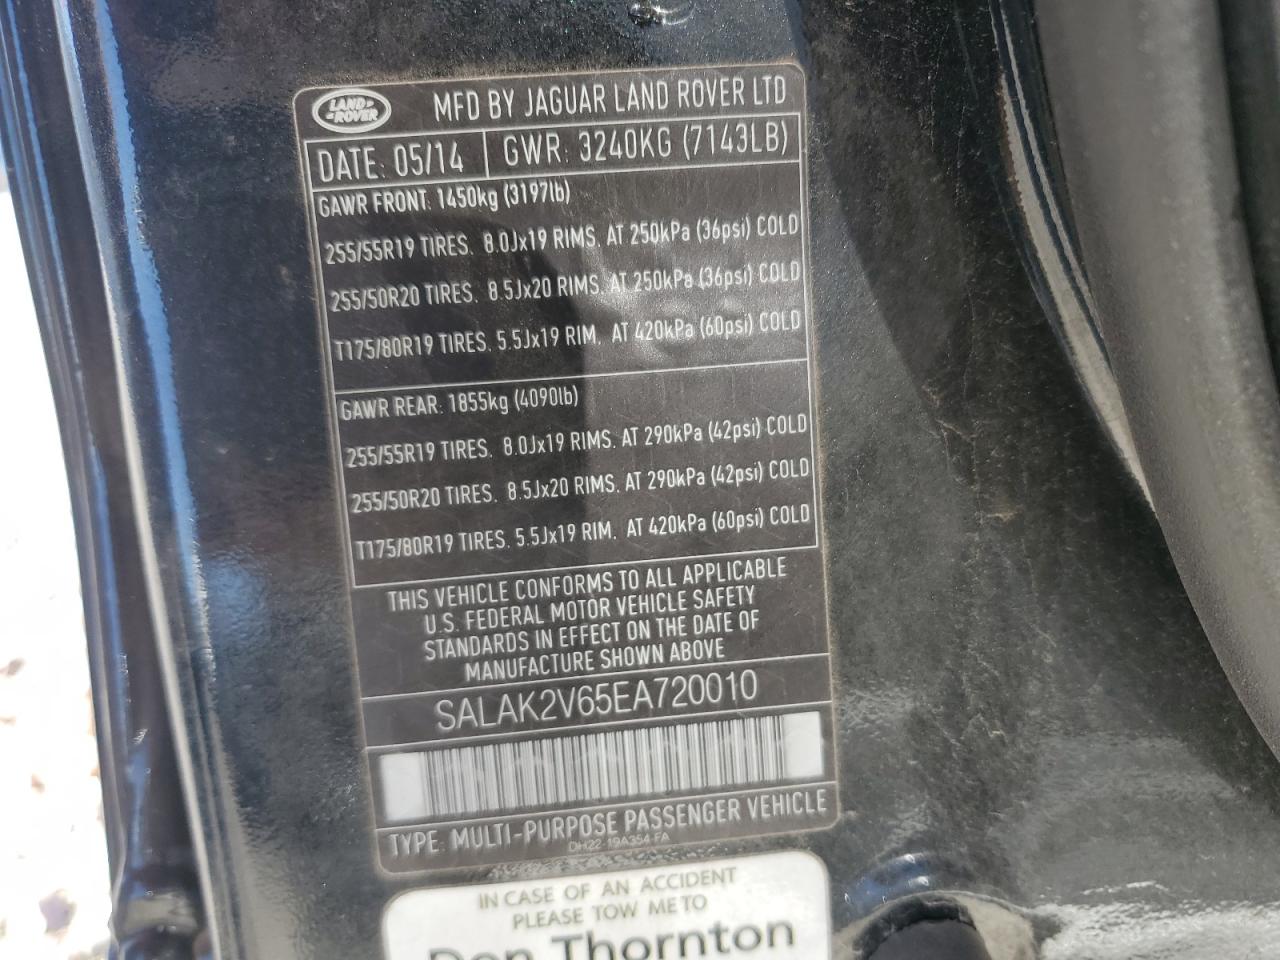 LAND ROVER
MFD BY JAGUAR LAND ROVER LTD
DATE: 05/14 GWR: 3240KG (7143LB)
GAWR FRONT: 1450kg (3197lb)
255/55R19 TIRES, 8.0Jx19 RIMS, AT 250kPa (36psi) COLD
255/50R20 TIRES, 8.5Jx20 RIMS, AT 250kPa (36psi) COLD
T175/80R19 TIRES, 5.5Jx19 RIM, AT 420kPa (60psi) COLD
GAWR REAR: 1855kg (4090lb)
255/55R19 TIRES, 8.0Jx19 RIMS, AT 290kPa (42psi) COLD
255/50R20 TIRES, 8.5Jx20 RIMS, AT 290kPa (42psi) COLD
T175/80R19 TIRES, 5.5Jx19 RIM, AT 420kPa (60psi) COLD
THIS VEHICLE CONFORMS TO ALL APPLICABLE
U.S. FEDERAL MOTOR VEHICLE SAFETY
STANDARDS IN EFFECT ON THE DATE OF
MANUFACTURE SHOWN ABOVE
SALAK2V65EA720010
TYPE: MULTI-PURPOSE PASSENGER VEHICLE
DH22-19A354-FA
IN CASE OF AN ACCIDENT
PLEASE TOW ME TO
Don Thornton